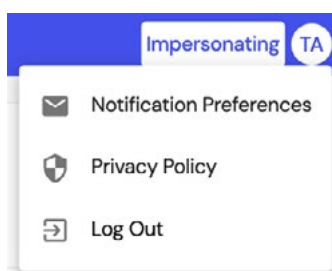 Impersonating TA
Notification Preferences
Privacy Policy
Log Out